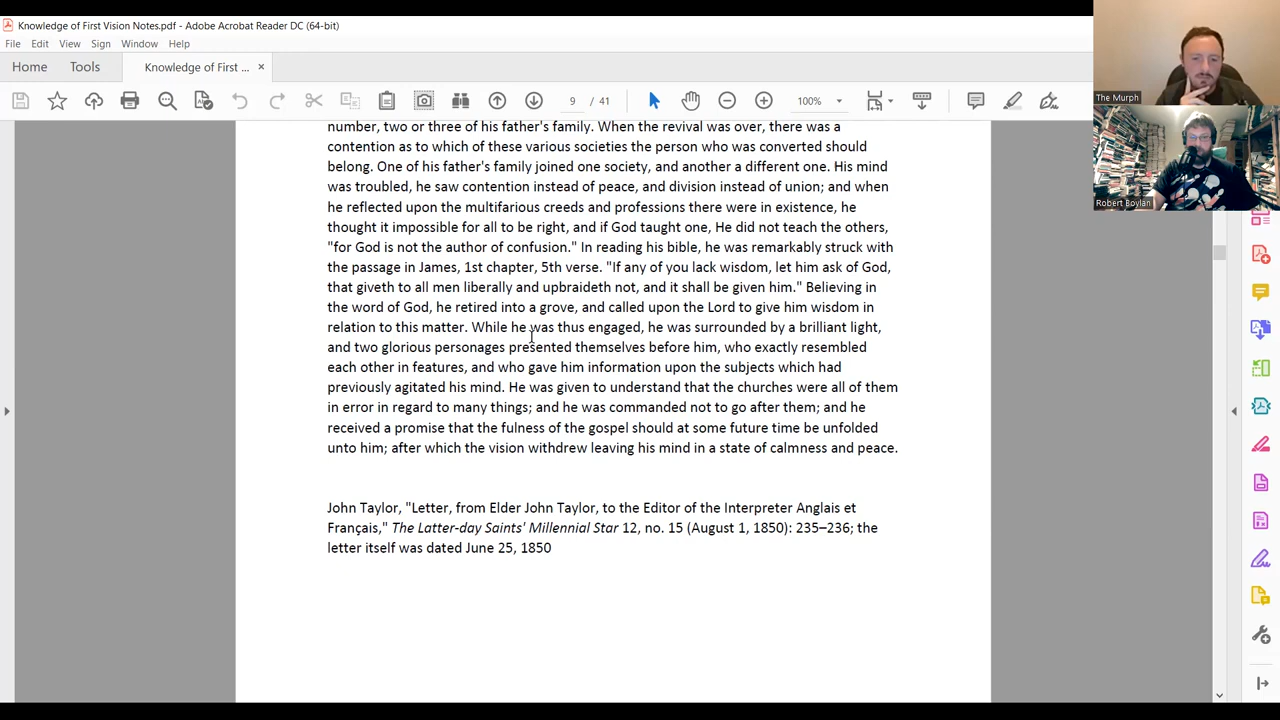 Knowledge of First Vision Notes.pdf - Adobe Acrobat Reader DC (64-bit)
File Edit View Sign Window Help
Home Tools Knowledge of First ... ×
9 / 41 100%
The Murph
Robert Boylan
number, two or three of his father's family. When the revival was over, there was a
contention as to which of these various societies the person who was converted should
belong. One of his father's family joined one society, and another a different one. His mind
was troubled, he saw contention instead of peace, and division instead of union; and when
he reflected upon the multifarious creeds and professions there were in existence, he
thought it impossible for all to be right, and if God taught one, He did not teach the others,
"for God is not the author of confusion." In reading his bible, he was remarkably struck with
the passage in James, 1st chapter, 5th verse. "If any of you lack wisdom, let him ask of God,
that giveth to all men liberally and upbraideth not, and it shall be given him." Believing in
the word of God, he retired into a grove, and called upon the Lord to give him wisdom in
relation to this matter. While he was thus engaged, he was surrounded by a brilliant light,
and two glorious personages presented themselves before him, who exactly resembled
each other in features, and who gave him information upon the subjects which had
previously agitated his mind. He was given to understand that the churches were all of them
in error in regard to many things; and he was commanded not to go after them; and he
received a promise that the fulness of the gospel should at some future time be unfolded
unto him; after which the vision withdrew leaving his mind in a state of calmness and peace.
John Taylor, "Letter, from Elder John Taylor, to the Editor of the Interpreter Anglais et
Français," The Latter-day Saints' Millennial Star 12, no. 15 (August 1, 1850): 235–236; the
letter itself was dated June 25, 1850